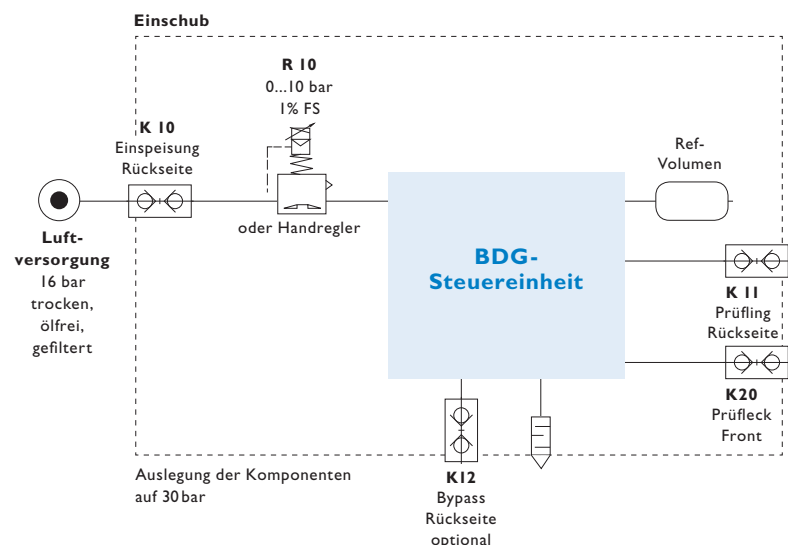 Einschub
R 10
0...10 bar
1% FS
K 10
Einspeisung
Rückseite
oder Handregler
Luft-
versorgung
16 bar
trocken,
ölfrei,
gefiltert
BDG-
Steuereinheit
Ref-
Volumen
K 11
Prüfling
Rückseite
K20
Prüfleck
Front
K12
Bypass
Rückseite
optional
Auslegung der Komponenten
auf 30 bar